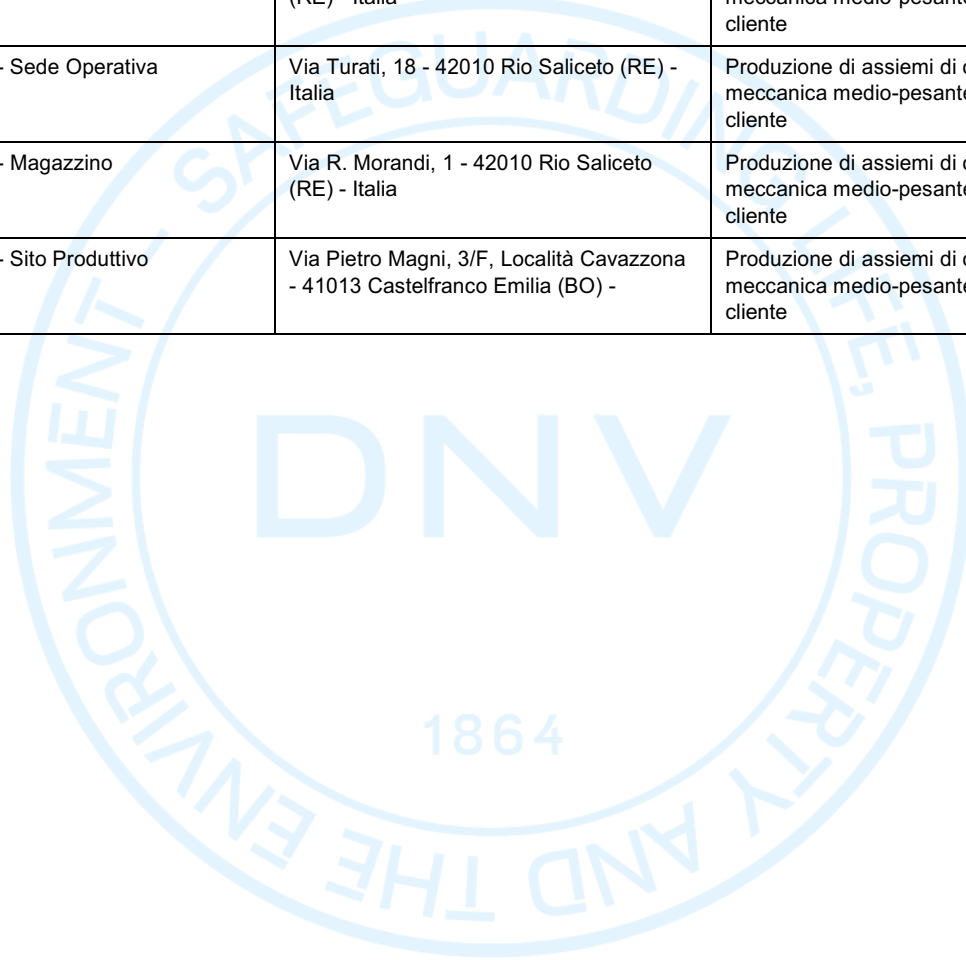 (RE) - Italia
meccanica medio-pesante
cliente
- Sede Operativa
Via Turati, 18 - 42010 Rio Saliceto (RE) -
Italia
Produzione di assiemi di
meccanica medio-pesante
cliente
- Magazzino
Via R. Morandi, 1 - 42010 Rio Saliceto
(RE) - Italia
Produzione di assiemi di
meccanica medio-pesante
cliente
- Sito Produttivo
Via Pietro Magni, 3/F, Località Cavazzona
- 41013 Castelfranco Emilia (BO) -
Produzione di assiemi di
meccanica medio-pesante
cliente
SAFEGUARDING LIFE, PROPERTY AND THE ENVIRONMENT -
DNV
1864